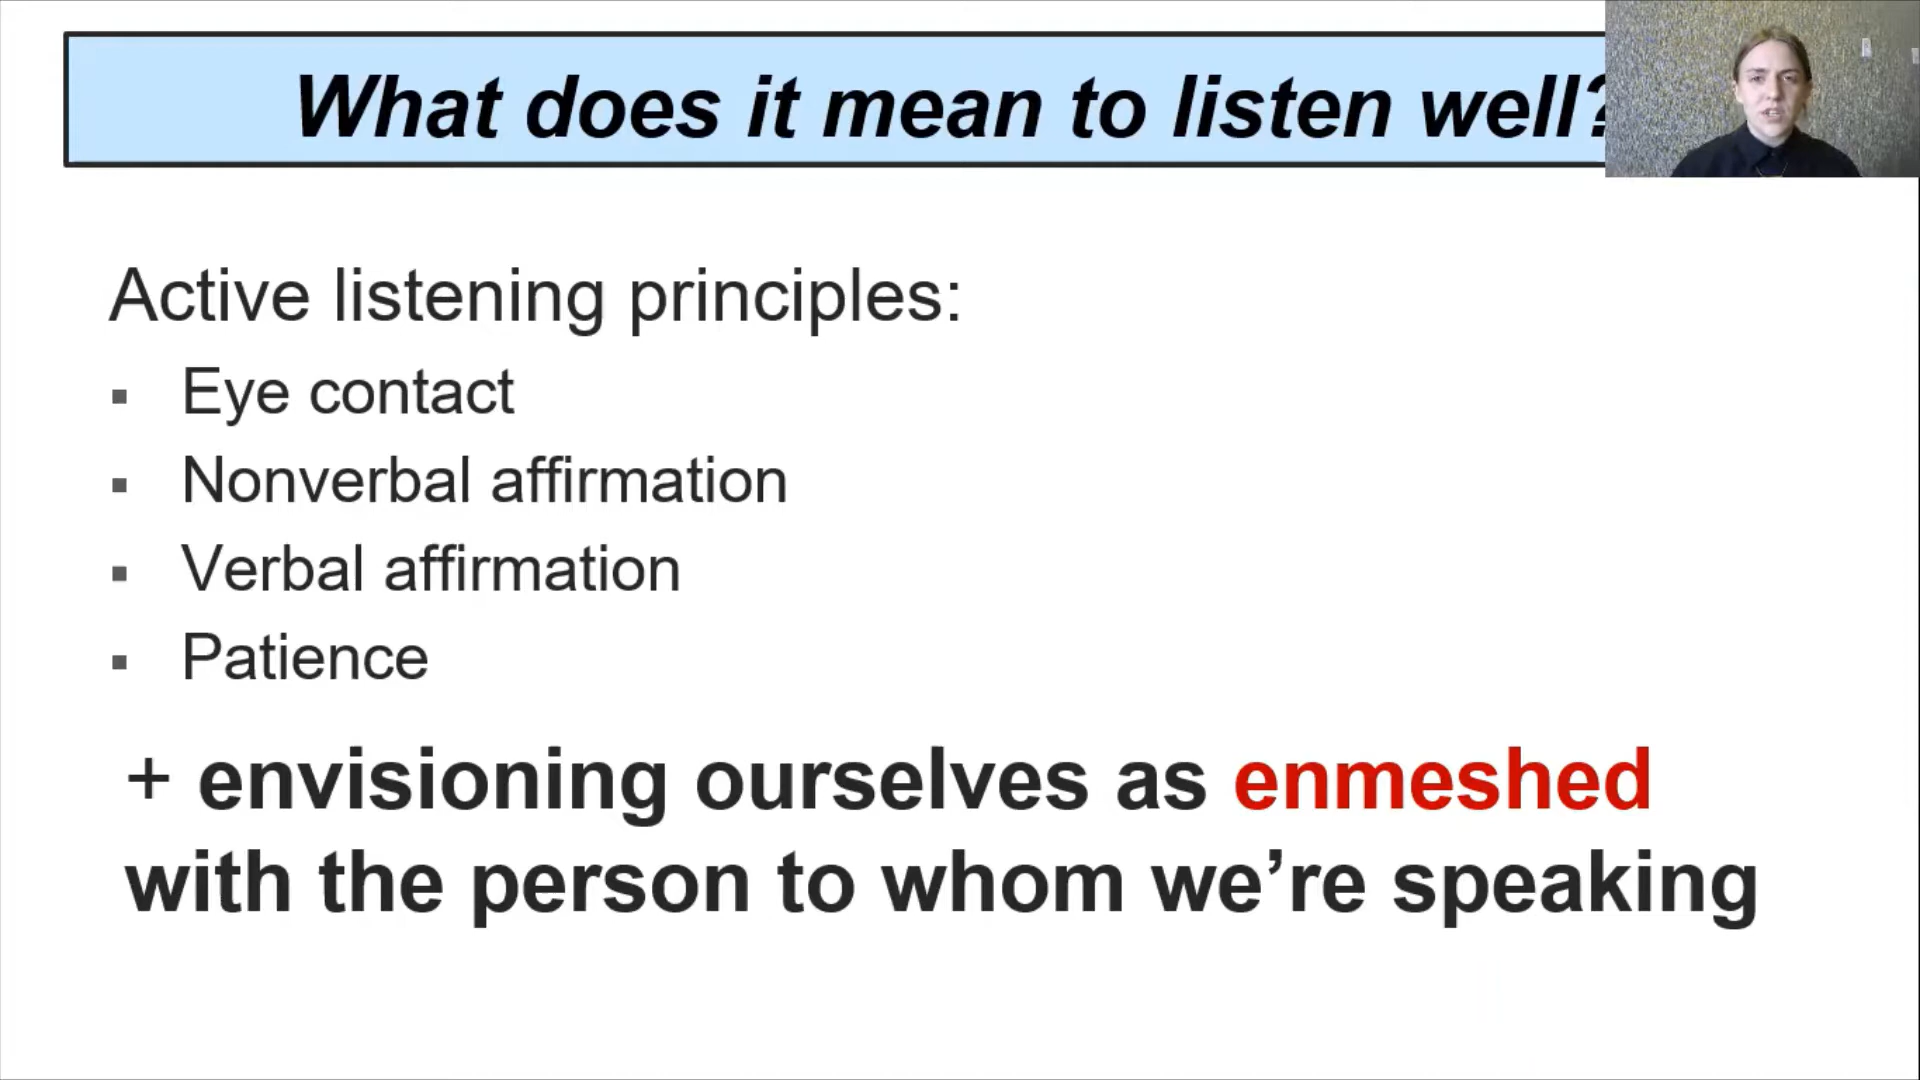 What does it mean to listen well?
Active listening principles:
▪ Eye contact
▪ Nonverbal affirmation
▪ Verbal affirmation
▪ Patience
+ envisioning ourselves as enmeshed
with the person to whom we’re speaking